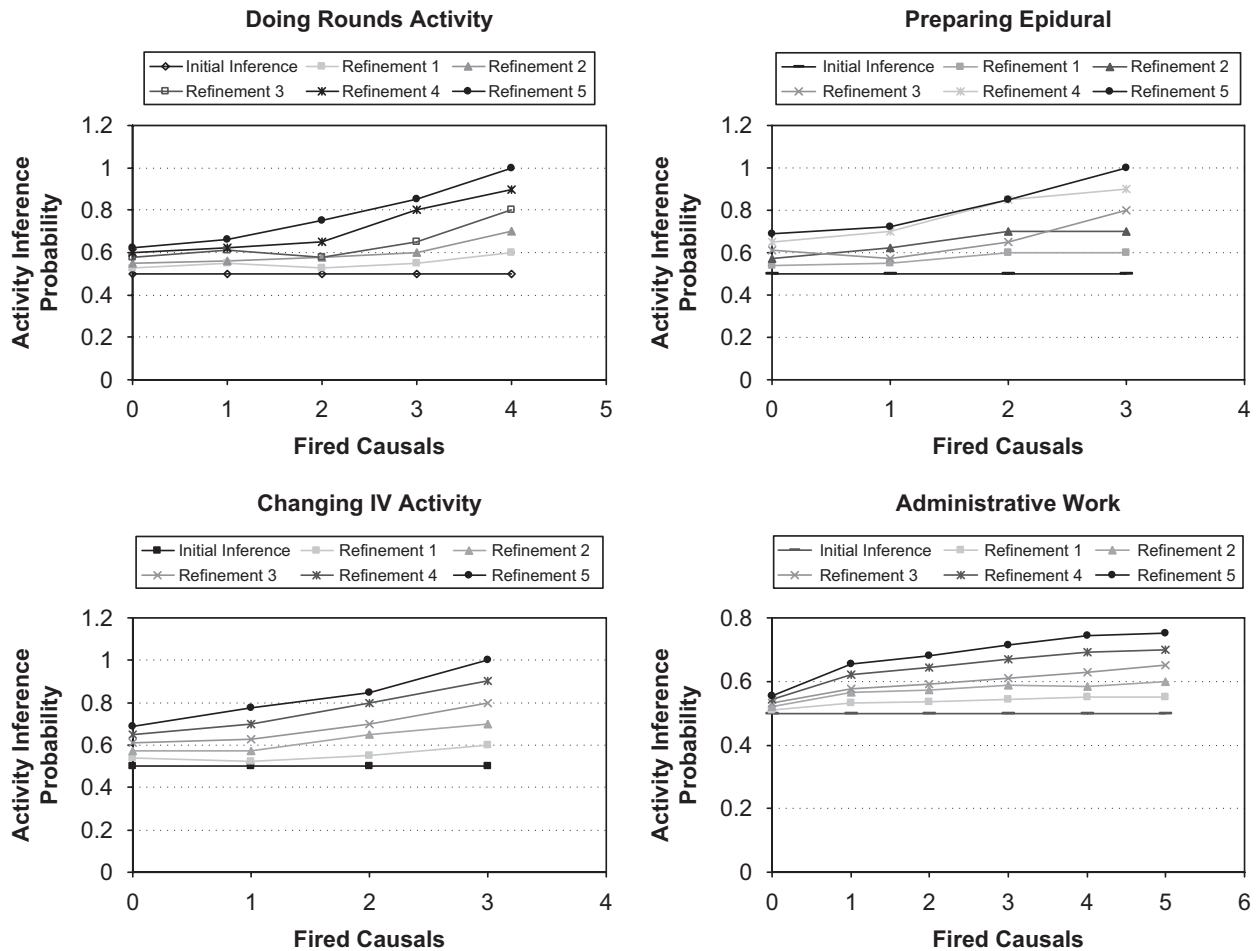 Doing Rounds Activity
Initial Inference Refinement 1 Refinement 2
Refinement 3 Refinement 4 Refinement 5
1.2
1
0.8
0.6
0.4
0.2
0
0 1 2 3 4 5
Activity Inference
Probability
Fired Causals
Preparing Epidural
Initial Inference Refinement 1 Refinement 2
Refinement 3 Refinement 4 Refinement 5
1.2
1
0.8
0.6
0.4
0.2
0
0 1 2 3 4
Activity Inference
Probability
Fired Causals
Changing IV Activity
Initial Inference Refinement 1 Refinement 2
Refinement 3 Refinement 4 Refinement 5
1.2
1
0.8
0.6
0.4
0.2
0
0 1 2 3 4
Activity Inference
Probability
Fired Causals
Administrative Work
Initial Inference Refinement 1 Refinement 2
Refinement 3 Refinement 4 Refinement 5
0.8
0.6
0.4
0.2
0
0 1 2 3 4 5 6
Activity Inference
Probability
Fired Causals